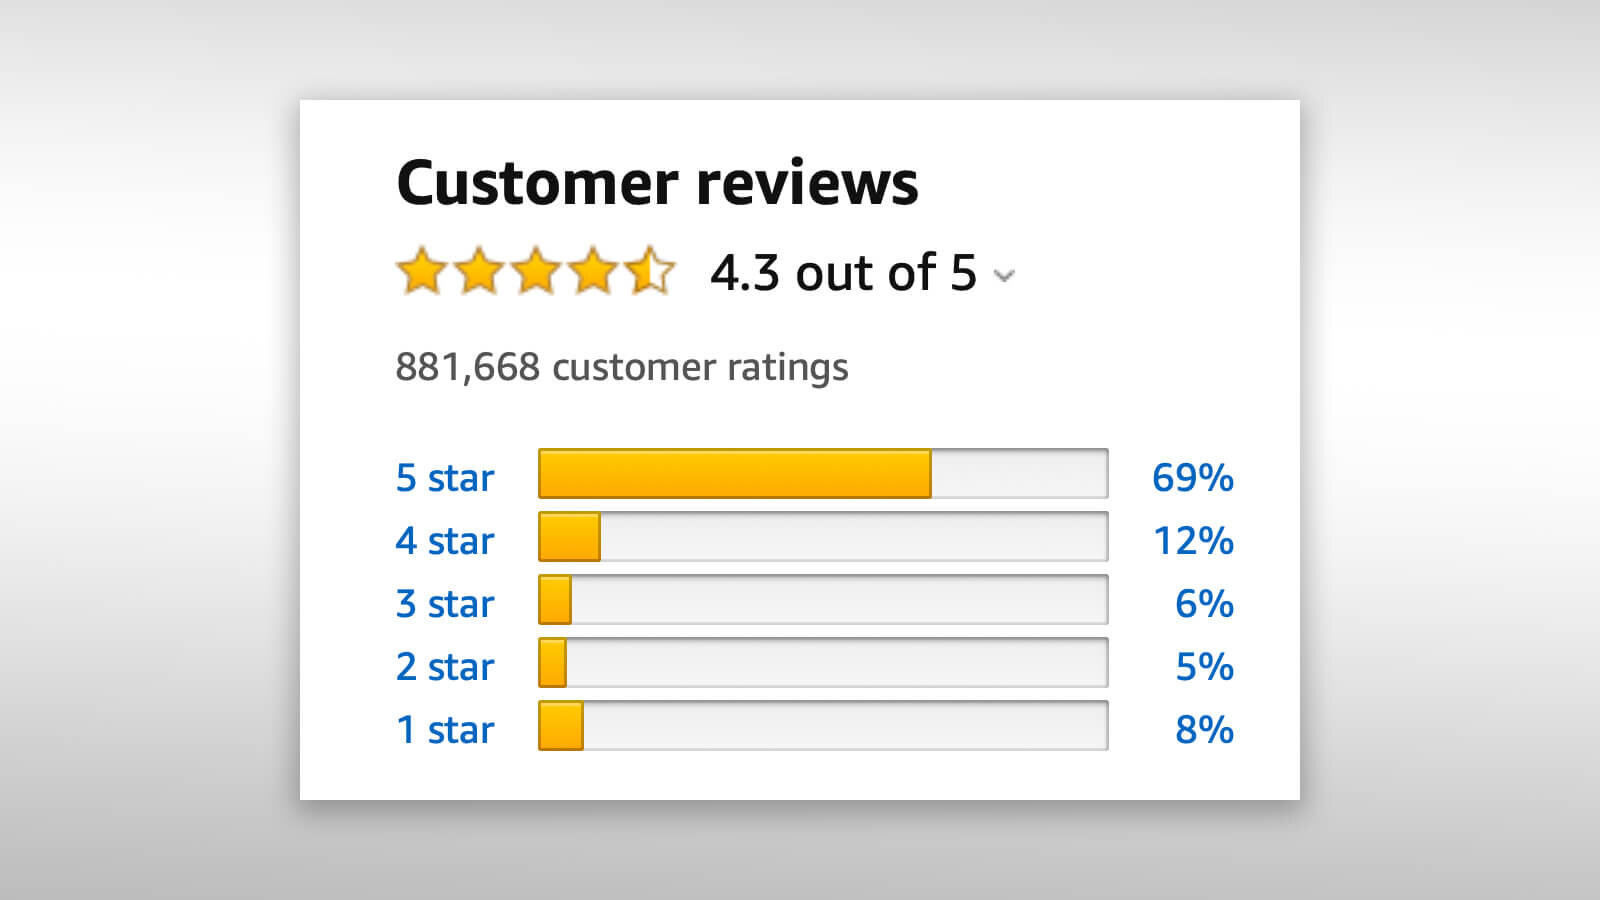 Customer reviews
4.3 out of 5
881,668 customer ratings
5 star 69%
4 star 12%
3 star 6%
2 star 5%
1 star 8%